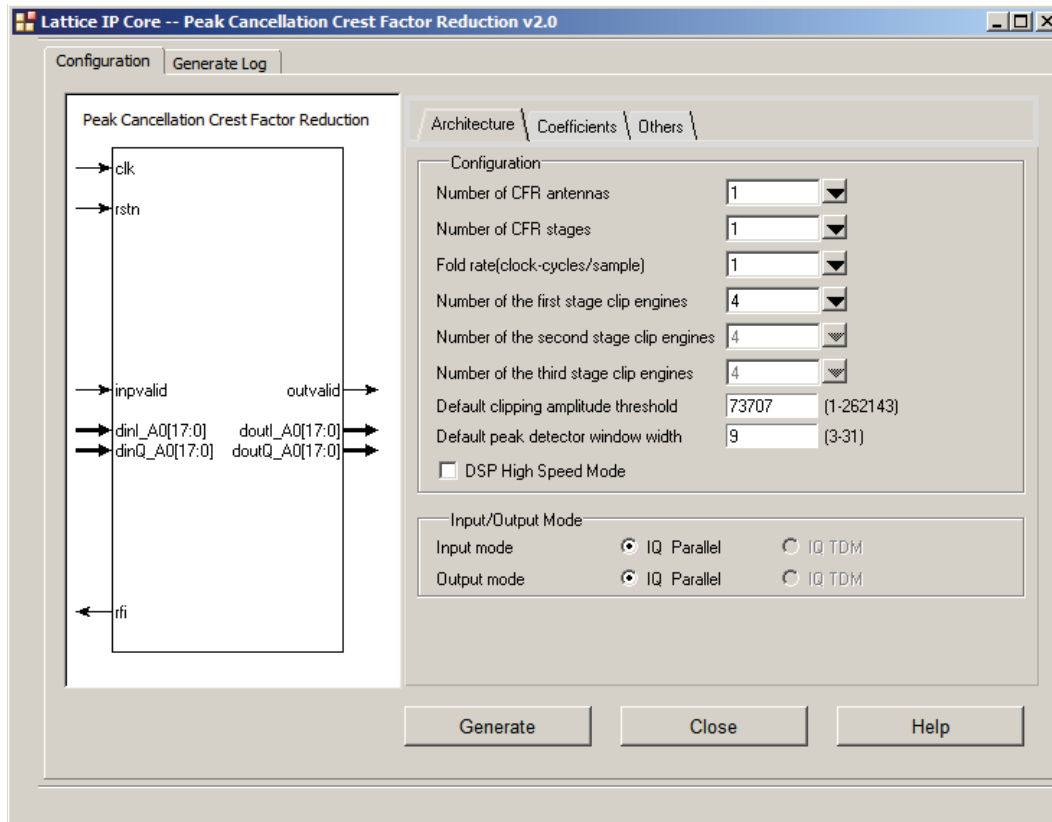 Lattice IP Core -- Peak Cancellation Crest Factor Reduction v2.0
Configuration
Generate Log
Peak Cancellation Crest Factor Reduction
clk
rstn
inpvalid outvalid
dinI_A0[17:0] doutI_A0[17:0]
dinQ_A0[17:0] doutQ_A0[17:0]
rfi
Architecture Coefficients Others
Configuration
Number of CFR antennas 1
Number of CFR stages 1
Fold rate(clock-cycles/sample) 1
Number of the first stage clip engines 4
Number of the second stage clip engines 4
Number of the third stage clip engines 4
Default clipping amplitude threshold 73707 (1-262143)
Default peak detector window width 9 (3-31)
DSP High Speed Mode
Input/Output Mode
Input mode IQ Parallel IQ TDM
Output mode IQ Parallel IQ TDM
Generate Close Help